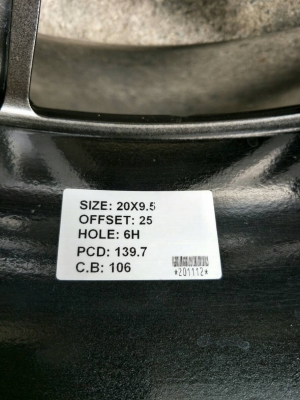 SIZE: 20X9.5
OFFSET: 25
HOLE: 6H
PCD: 139.7
C.B: 106
*201112*